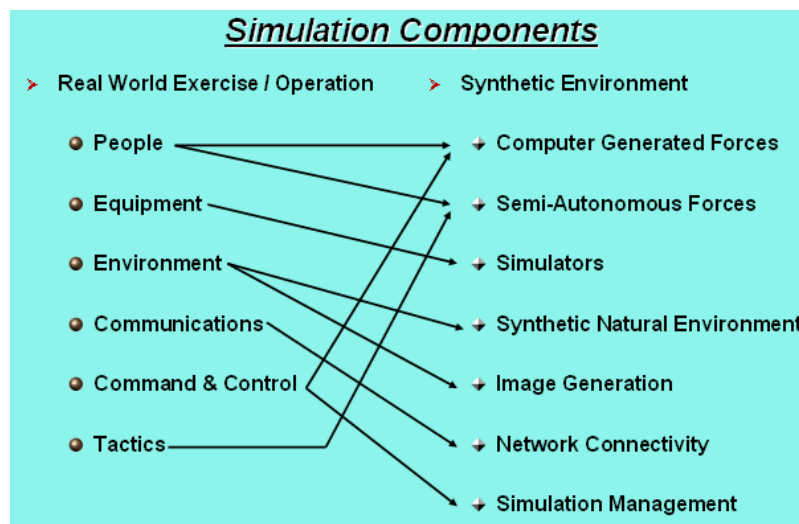 Simulation Components
Real World Exercise / Operation
People
Equipment
Environment
Communications
Command & Control
Tactics
Synthetic Environment
Computer Generated Forces
Semi-Autonomous Forces
Simulators
Synthetic Natural Environment
Image Generation
Network Connectivity
Simulation Management